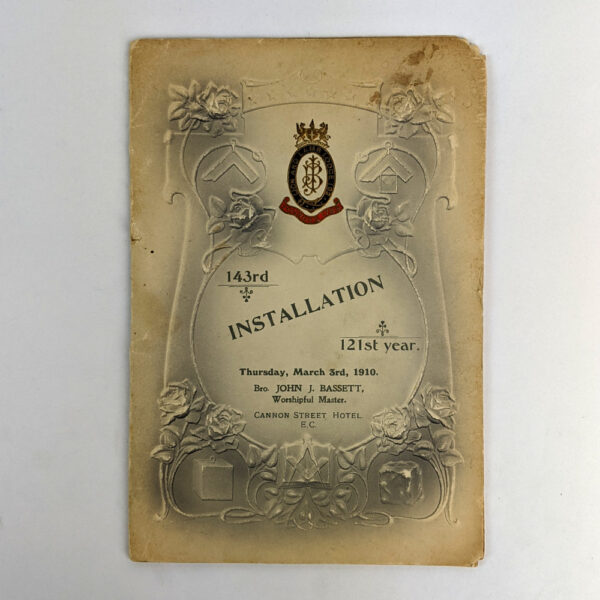 143rd
INSTALLATION
121st year.
Thursday, March 3rd, 1910.
Bro. JOHN J. BASSETT,
Worshipful Master.
CANNON STREET HOTEL
E.C.